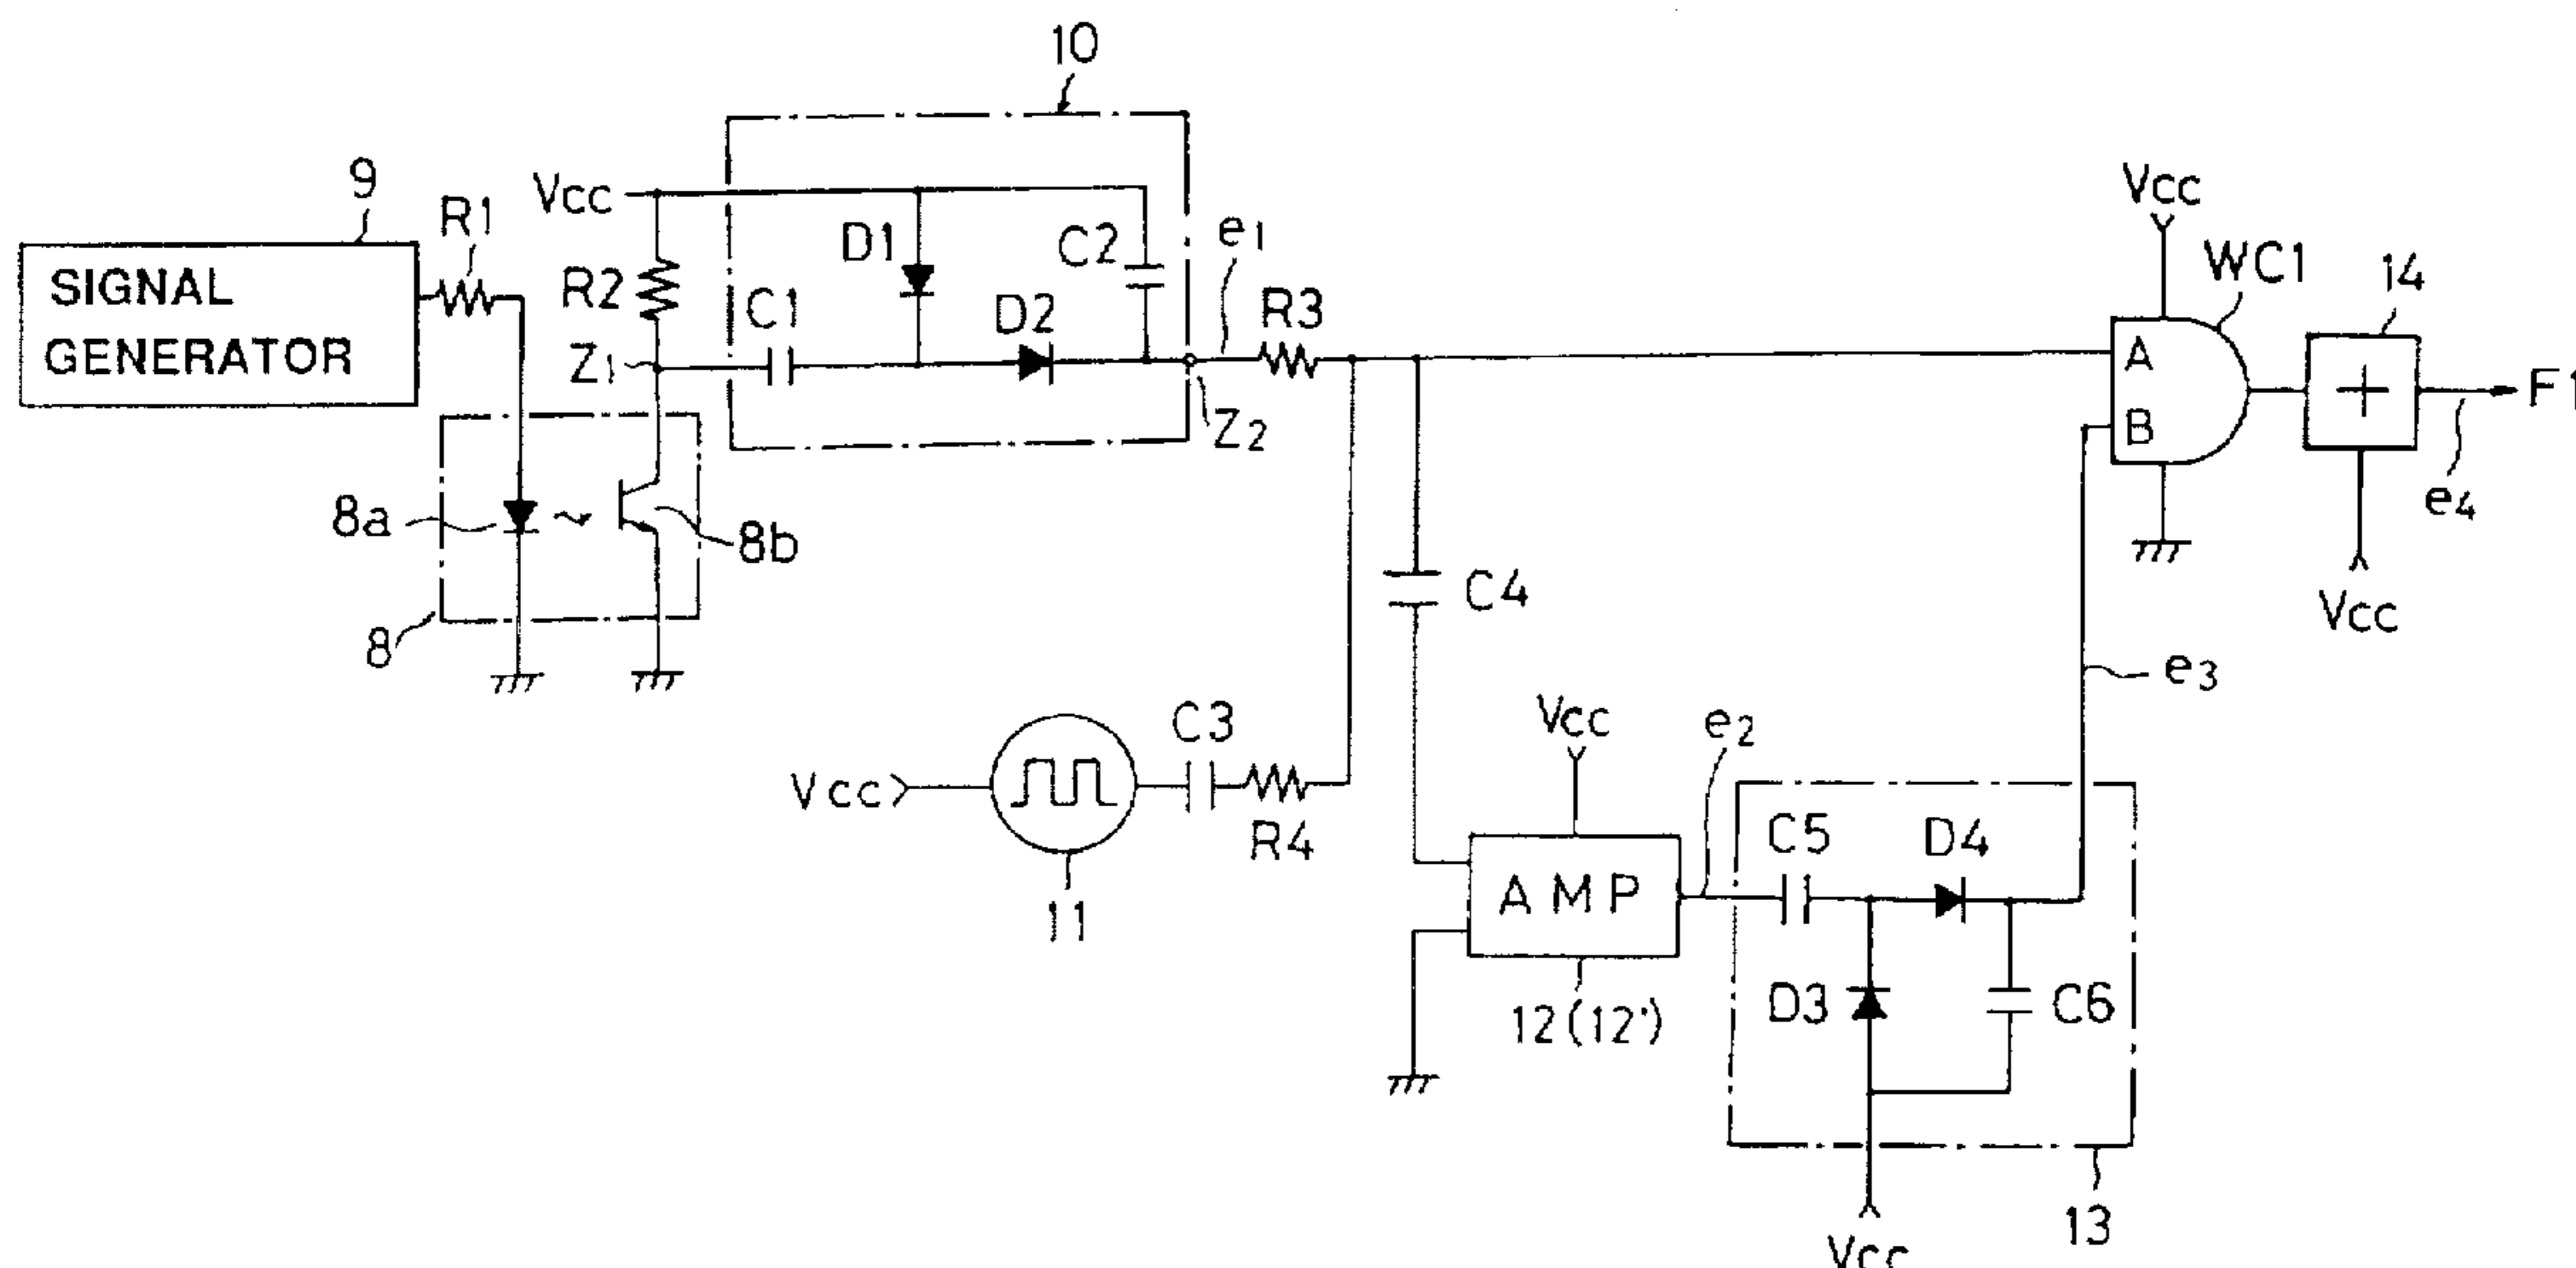 10
9
R1
Vcc
D1
C2
e1
Vcc
WC1
14
SIGNAL
GENERATOR
R2
C1
D2
R3
A
B
F1
Z1
Z2
e4
8a
8b
8
C4
Vcc
e3
Vcc
C3
R4
11
Vcc
e2
AMP
12(12')
C5
D4
D3
C6
13
Vcc
+